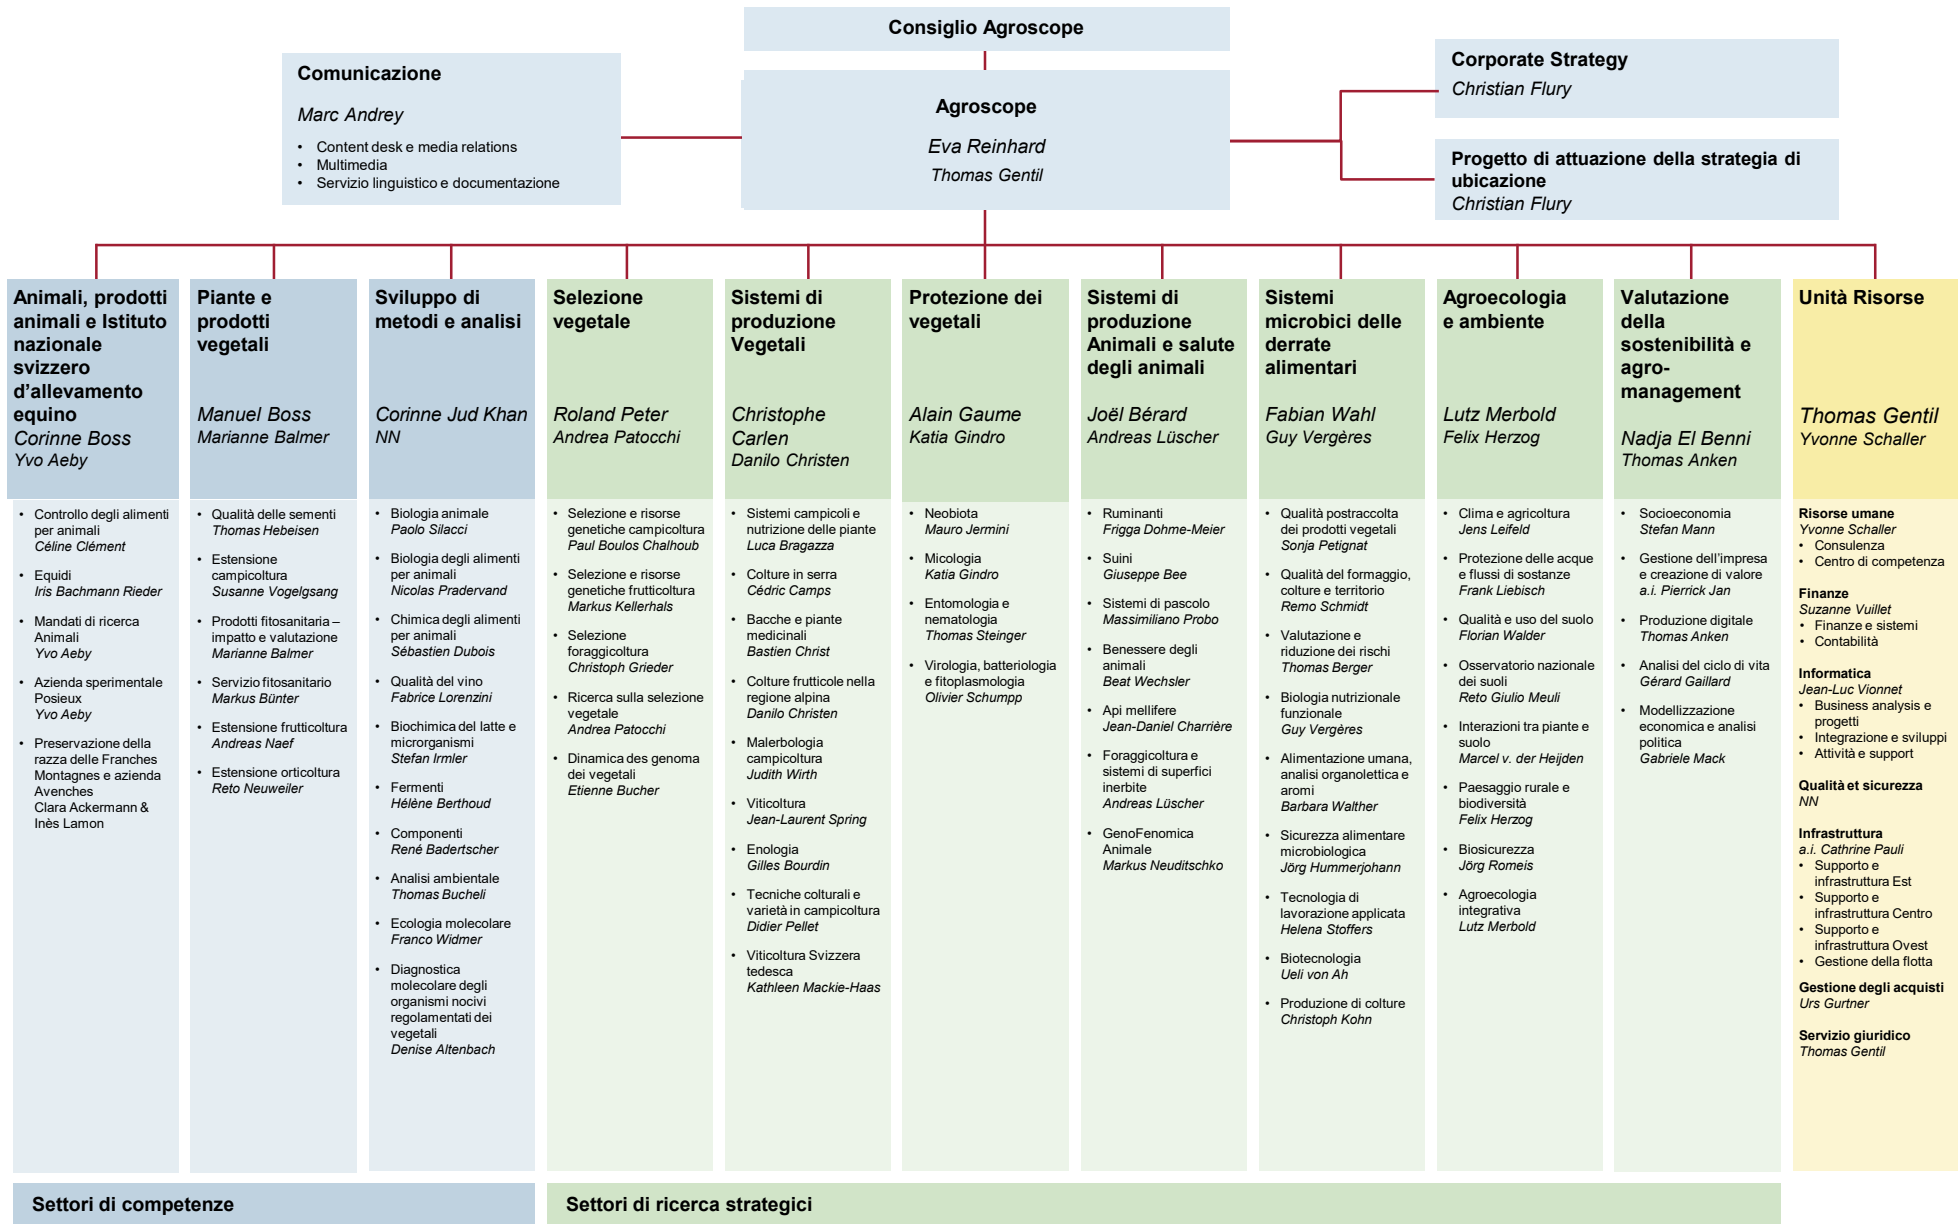 Consiglio Agroscope
Comunicazione
Marc Andrey
• Content desk e media relations
• Multimedia
• Servizio linguistico e documentazione
Agroscope
Eva Reinhard
Thomas Gentil
Corporate Strategy
Christian Flury
Progetto di attuazione della strategia di
ubicazione
Christian Flury
Animali, prodotti
animali e Istituto
nazionale
svizzero
d'allevamento
equino
Corinne Boss
Yvo Aeby
• Controllo degli alimenti
per animali
Céline Clément
• Equidi
Iris Bachmann Rieder
• Mandati di ricerca
Animali
Yvo Aeby
• Azienda sperimentale
Posieux
Yvo Aeby
• Preservazione della
razza delle Franches
Montagnes e azienda
Avenches
Clara Ackermann &
Inès Lamon
Piante e
prodotti
vegetali
Manuel Boss
Marianne Balmer
• Qualità delle sementi
Thomas Hebeisen
• Estensione
campicoltura
Susanne Vogelgsang
• Prodotti fitosanitaria –
impatto e valutazione
Marianne Balmer
• Servizio fitosanitario
Markus Bünter
• Estensione frutticoltura
Andreas Naef
• Estensione orticoltura
Reto Neuweiler
Sviluppo di
metodi e analisi
Corinne Jud Khan
NN
• Biologia animale
Paolo Silacci
• Biologia degli alimenti
per animali
Nicolas Pradervand
• Chimica degli alimenti
per animali
Sébastien Dubois
• Qualità del vino
Fabrice Lorenzini
• Biochimica del latte e
microrganismi
Stefan Irmler
• Fermenti
Hélène Berthoud
• Componenti
René Badertscher
• Analisi ambientale
Thomas Bucheli
• Ecologia molecolare
Franco Widmer
• Diagnostica
molecolare degli
organismi nocivi
regolamentati dei
vegetali
Denise Altenbach
Selezione
vegetale
Roland Peter
Andrea Patocchi
• Selezione e risorse
genetiche campicoltura
Paul Boulos Chalhoub
• Selezione e risorse
genetiche frutticoltura
Markus Kellerhals
• Selezione
foraggicoltura
Christoph Grieder
• Ricerca sulla selezione
vegetale
Andrea Patocchi
• Dinamica des genoma
dei vegetali
Etienne Bucher
Sistemi di
produzione
Vegetali
Christophe
Carlen
Danilo Christen
• Sistemi campicoli e
nutrizione delle piante
Luca Bragazza
• Colture in serra
Cédric Camps
• Bacche e piante
medicinali
Bastien Christ
• Colture frutticole nella
regione alpina
Danilo Christen
• Malerbologia
campicoltura
Judith Wirth
• Viticoltura
Jean-Laurent Spring
• Enologia
Gilles Bourdin
• Tecniche colturali e
varietà in campicoltura
Didier Pellet
• Viticoltura Svizzera
tedesca
Kathleen Mackie-Haas
Protezione dei
vegetali
Alain Gaume
Katia Gindro
• Neobiota
Mauro Jermini
• Micologia
Katia Gindro
• Entomologia e
nematologia
Thomas Steinger
• Virologia, batteriologia
e fitoplasmologia
Olivier Schumpp
Sistemi di
produzione
Animali e salute
degli animali
Joël Bérard
Andreas Lüscher
• Ruminanti
Frigga Dohme-Meier
• Suini
Giuseppe Bee
• Sistemi di pascolo
Massimiliano Probo
• Benessere degli
animali
Beat Wechsler
• Api mellifere
Jean-Daniel Charrière
• Foraggicoltura e
sistemi di superfici
inerbite
Andreas Lüscher
• GenoFenomica
Animale
Markus Neuditschko
Sistemi
microbici delle
derrate
alimentari
Fabian Wahl
Guy Vergères
• Qualità postraccolta
dei prodotti vegetali
Sonja Petignat
• Qualità del formaggio,
colture e territorio
Remo Schmidt
• Valutazione e
riduzione dei rischi
Thomas Berger
• Biologia nutrizionale
funzionale
Guy Vergères
• Alimentazione umana,
analisi organolettica e
aromi
Barbara Walther
• Sicurezza alimentare
microbiologica
Jörg Hummerjohann
• Tecnologia di
lavorazione applicata
Helena Stoffers
• Biotecnologia
Ueli von Ah
• Produzione di colture
Christoph Kohn
Agroecologia
e ambiente
Lutz Merbold
Felix Herzog
• Clima e agricoltura
Jens Leifeld
• Protezione delle acque
e flussi di sostanze
Frank Liebisch
• Qualità e uso del suolo
Florian Walder
• Osservatorio nazionale
dei suoli
Reto Giulio Meuli
• Interazioni tra piante e
suolo
Marcel v. der Heijden
• Paesaggio rurale e
biodiversità
Felix Herzog
• Biosicurezza
Jörg Romeis
• Agroecologia
integrativa
Lutz Merbold
Valutazione
della
sostenibilità e
agro-
management
Nadja El Benni
Thomas Anken
• Socioeconomia
Stefan Mann
• Gestione dell'impresa
e creazione di valore
a.i. Pierrick Jan
• Produzione digitale
Thomas Anken
• Analisi del ciclo di vita
Gérard Gaillard
• Modellizzazione
economica e analisi
politica
Gabriele Mack
Unità Risorse
Thomas Gentil
Yvonne Schaller
Risorse umane
Yvonne Schaller
• Consulenza
• Centro di competenza
Finanze
Suzanne Vuillet
• Finanze e sistemi
• Contabilità
Informatica
Jean-Luc Vionnet
• Business analysis e
progetti
• Integrazione e sviluppi
• Attività e support
Qualità et sicurezza
NN
Infrastruttura
a.i. Cathrine Pauli
• Supporto e
infrastruttura Est
• Supporto e
infrastruttura Centro
• Supporto e
infrastruttura Ovest
• Gestione della flotta
Gestione degli acquisti
Urs Gurtner
Servizio giuridico
Thomas Gentil
Settori di competenze
Settori di ricerca strategici